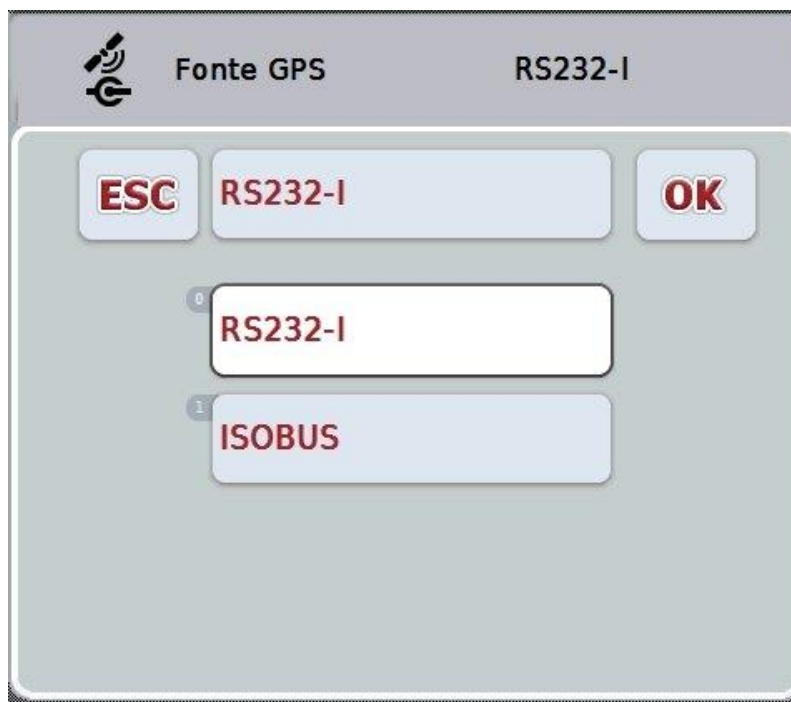 Fonte GPS RS232-I
ESC RS232-I OK
0
RS232-I
1
ISOBUS